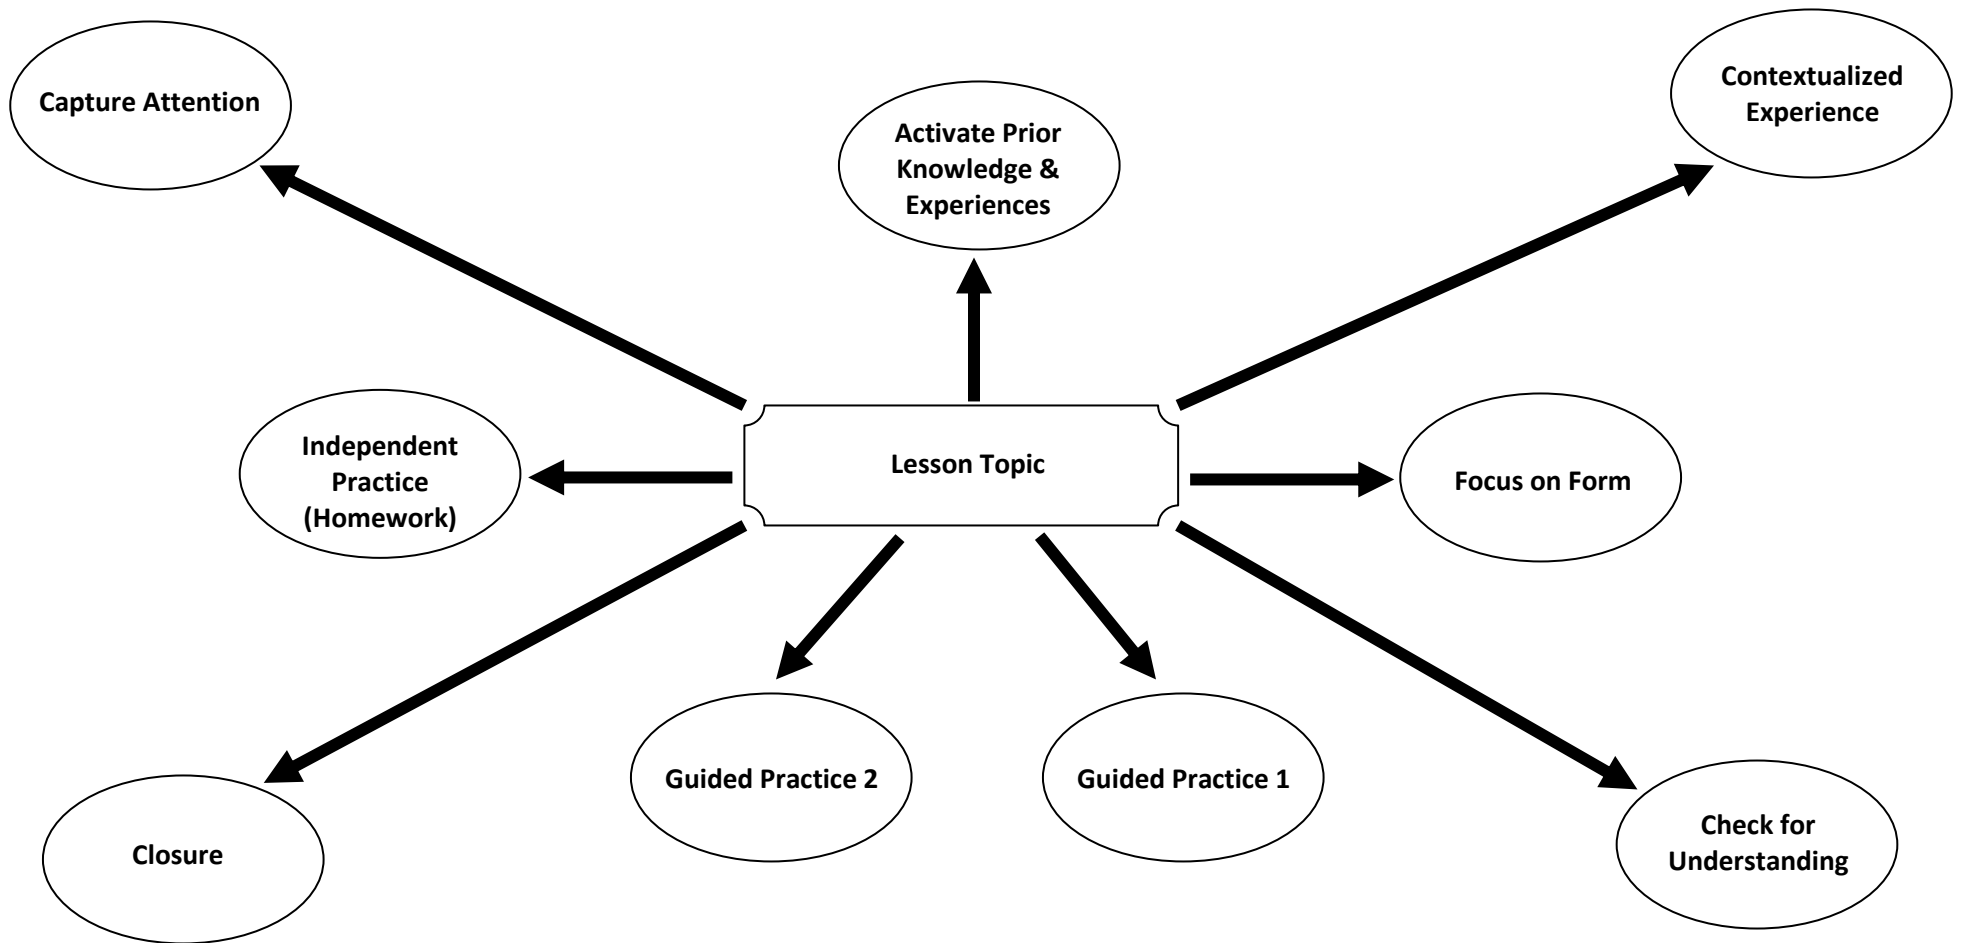 Capture Attention
Activate Prior
Knowledge &
Experiences
Contextualized
Experience
Independent
Practice
(Homework)
Lesson Topic
Focus on Form
Closure
Guided Practice 2
Guided Practice 1
Check for
Understanding